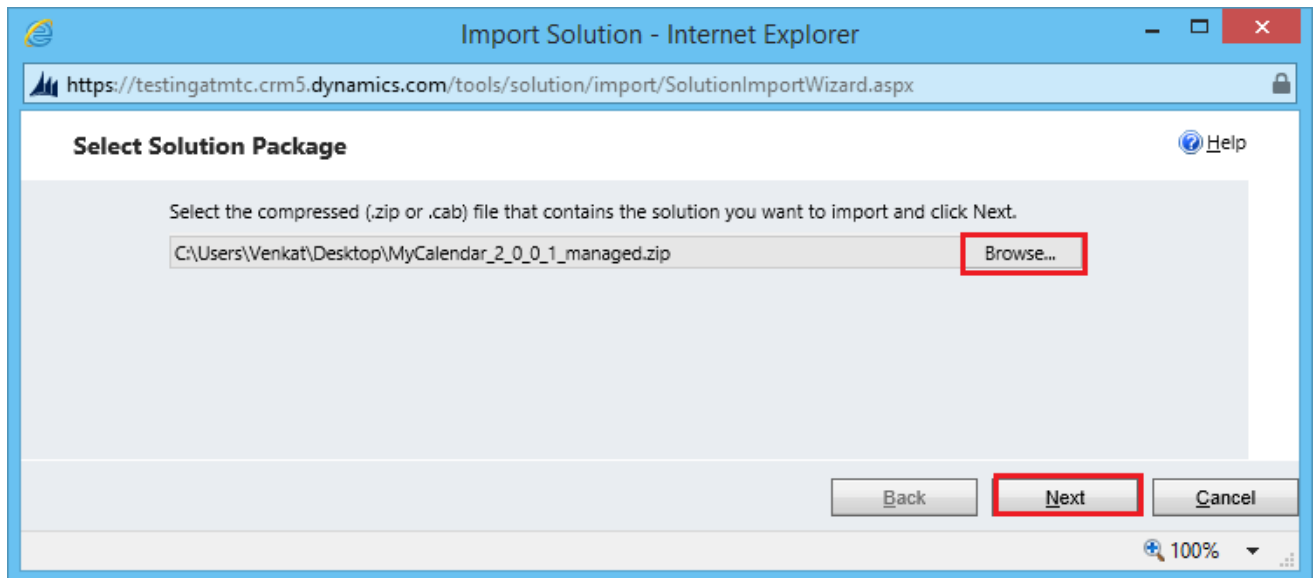 Import Solution - Internet Explorer
https://testingatmtc.crm5.dynamics.com/tools/solution/import/SolutionImportWizard.aspx
Select Solution Package
Help
Select the compressed (.zip or .cab) file that contains the solution you want to import and click Next.
C:\Users\Venkat\Desktop\MyCalendar_2_0_0_1_managed.zip Browse...
Back Next Cancel
100%